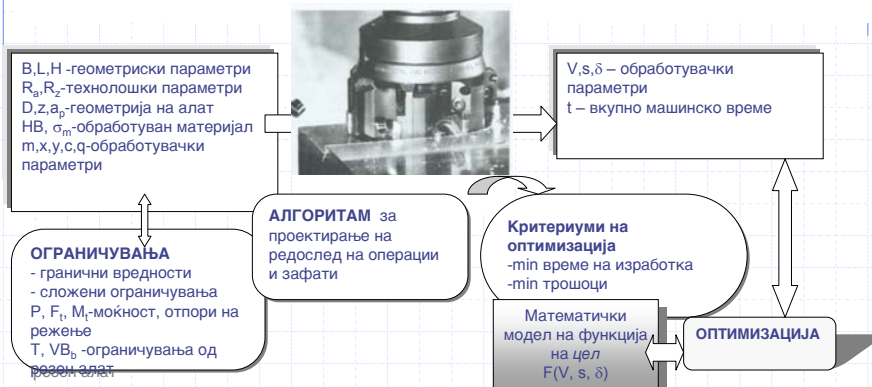 B,L,H -геометриски параметри
Ra,Rz-технолошки параметри
D,z,ap-геометрија на алат
HB, σm-обработуван материјал
m,x,y,c,q-обработувачки
параметри
V,s,δ – обработувачки
параметри
t – вкупно машинско време
ОГРАНИЧУВАЊА
- гранични вредности
- сложени ограничувања
P, Ft, Mt-моќност, отпори на
режење
T, VBb -ограничувања од
резен алат
АЛГОРИТАМ за
проектирање на
редослед на операции
и зафати
Критериуми на
оптимизација
-min време на изработка
-min трошоци
Математички
модел на функција
на цел
F(V, s, δ)
ОПТИМИЗАЦИЈА